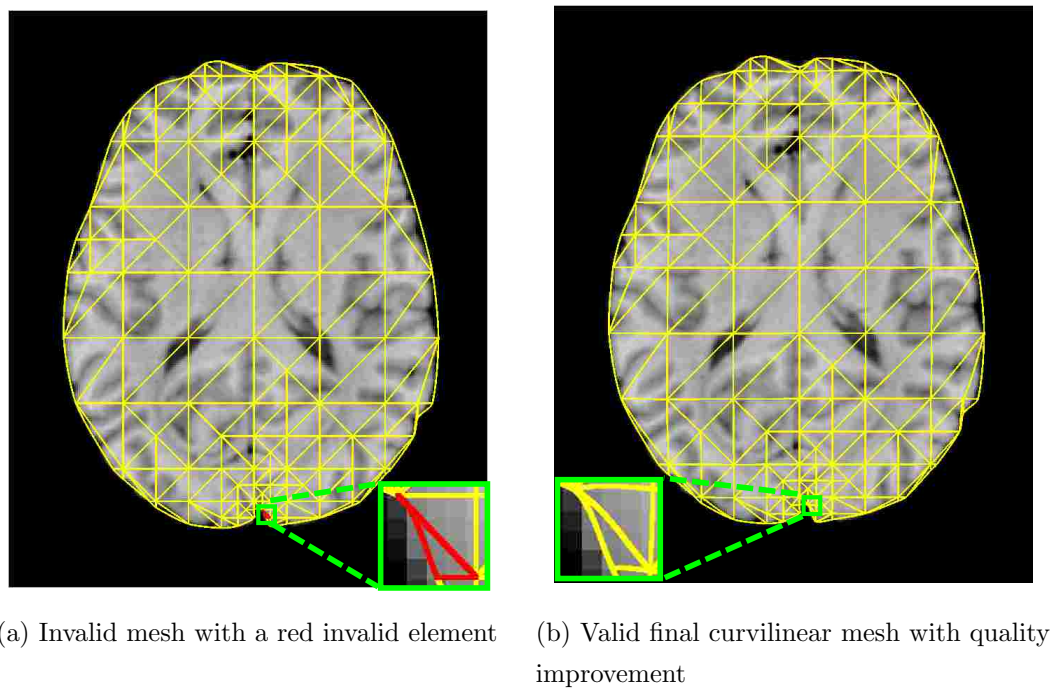 (a) Invalid mesh with a red invalid element
(b) Valid final curvilinear mesh with quality
improvement